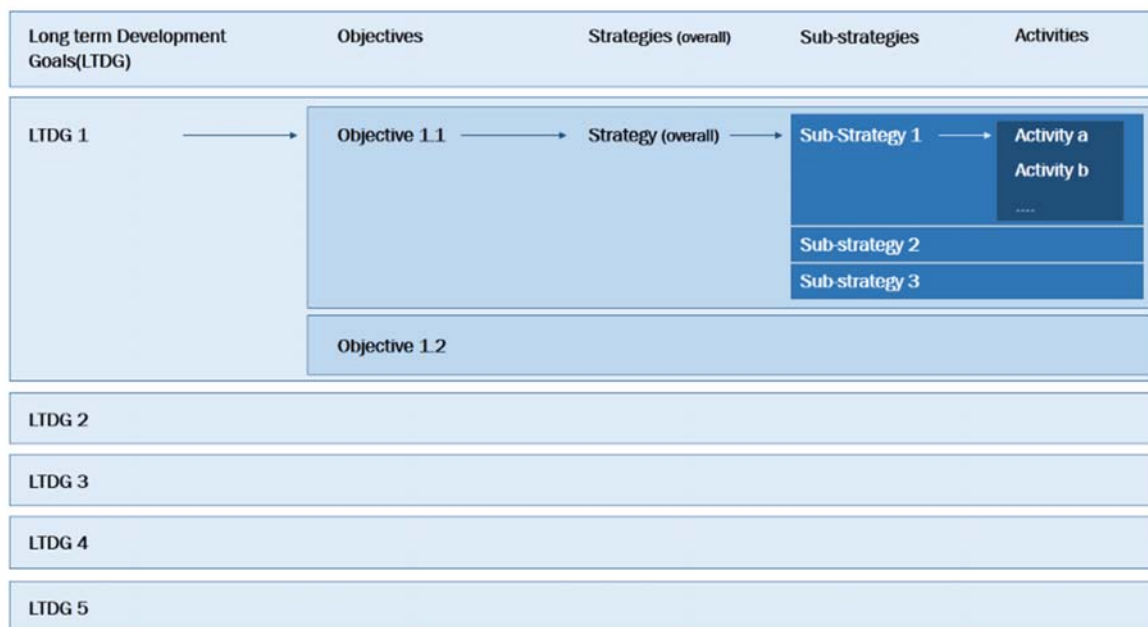 Long term Development Goals(LTDG)
Objectives
Strategies (overall)
Sub-strategies
Activities
LTDG 1
Objective 1.1
Strategy (overall)
Sub-Strategy 1
Activity a
Activity b
....
Sub-strategy 2
Sub-strategy 3
Objective 1.2
LTDG 2
LTDG 3
LTDG 4
LTDG 5